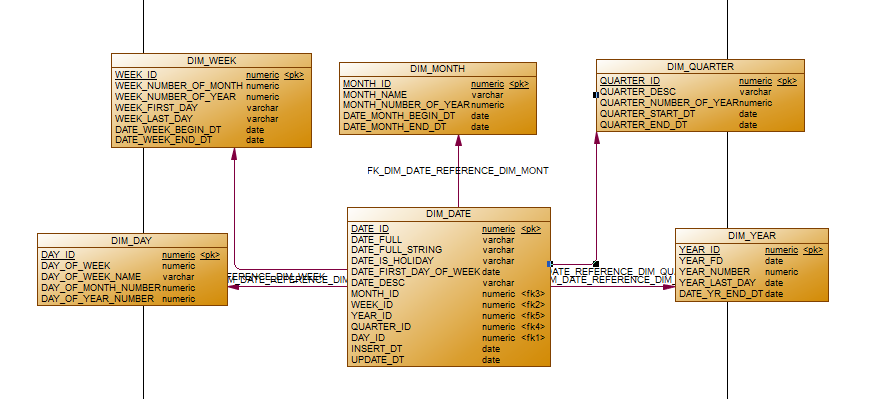 DIM_WEEK
WEEK_ID numeric <pk>
WEEK_NUMBER_OF_MONTH numeric
WEEK_NUMBER_OF_YEAR numeric
WEEK_FIRST_DAY varchar
WEEK_LAST_DAY varchar
DATE_WEEK_BEGIN_DT date
DATE_WEEK_END_DT date
DIM_MONTH
MONTH_ID numeric <pk>
MONTH_NAME varchar
MONTH_NUMBER_OF_YEAR numeric
DATE_MONTH_BEGIN_DT date
DATE_MONTH_END_DT date
DIM_QUARTER
QUARTER_ID numeric <pk>
QUARTER_DESC varchar
QUARTER_NUMBER_OF_YEAR numeric
QUARTER_START_DT date
QUARTER_END_DT date
FK_DIM_DATE_REFERENCE_DIM_MONT
DIM_DAY
DAY_ID numeric <pk>
DAY_OF_WEEK numeric
DAY_OF_WEEK_NAME varchar
DAY_OF_MONTH_NUMBER numeric
DAY_OF_YEAR_NUMBER numeric
ERENCE_DIM_WEEK
M_DATE_REFERENCE_DIM
DIM_DATE
DATE_ID numeric <pk>
DATE_FULL varchar
DATE_FULL_STRING varchar
DATE_IS_HOLIDAY varchar
DATE_FIRST_DAY_OF_WEEK date
DATE_DESC varchar
MONTH_ID numeric <fk3>
WEEK_ID numeric <fk2>
YEAR_ID numeric <fk5>
QUARTER_ID numeric <fk4>
DAY_ID numeric <fk1>
INSERT_DT date
UPDATE_DT date
DATE_REFERENCE_DIM_QU
M_DATE_REFERENCE_DIM_
DIM_YEAR
YEAR_ID numeric <pk>
YEAR_FD date
YEAR_NUMBER numeric
YEAR_LAST_DAY date
DATE_YR_END_DT date